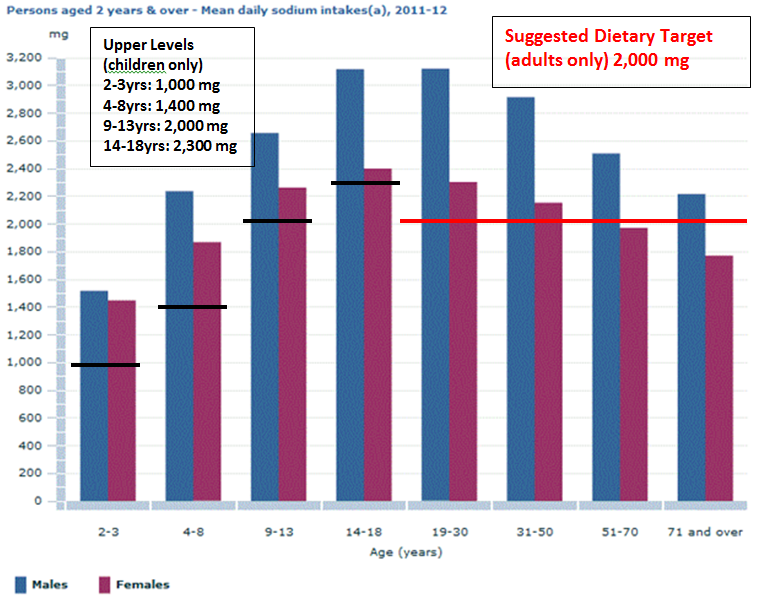 Persons aged 2 years & over - Mean daily sodium intakes(a), 2011-12
mg
Upper Levels
(children only)
2-3yrs: 1,000 mg
4-8yrs: 1,400 mg
9-13yrs: 2,000 mg
14-18yrs: 2,300 mg
Suggested Dietary Target
(adults only) 2,000 mg
3,200
3,000
2,800
2,600
2,400
2,200
2,000
1,800
1,600
1,400
1,200
1,000
800
600
400
200
0
2-3 4-8 9-13 14-18 19-30 31-50 51-70 71 and over
Age (years)
Males Females